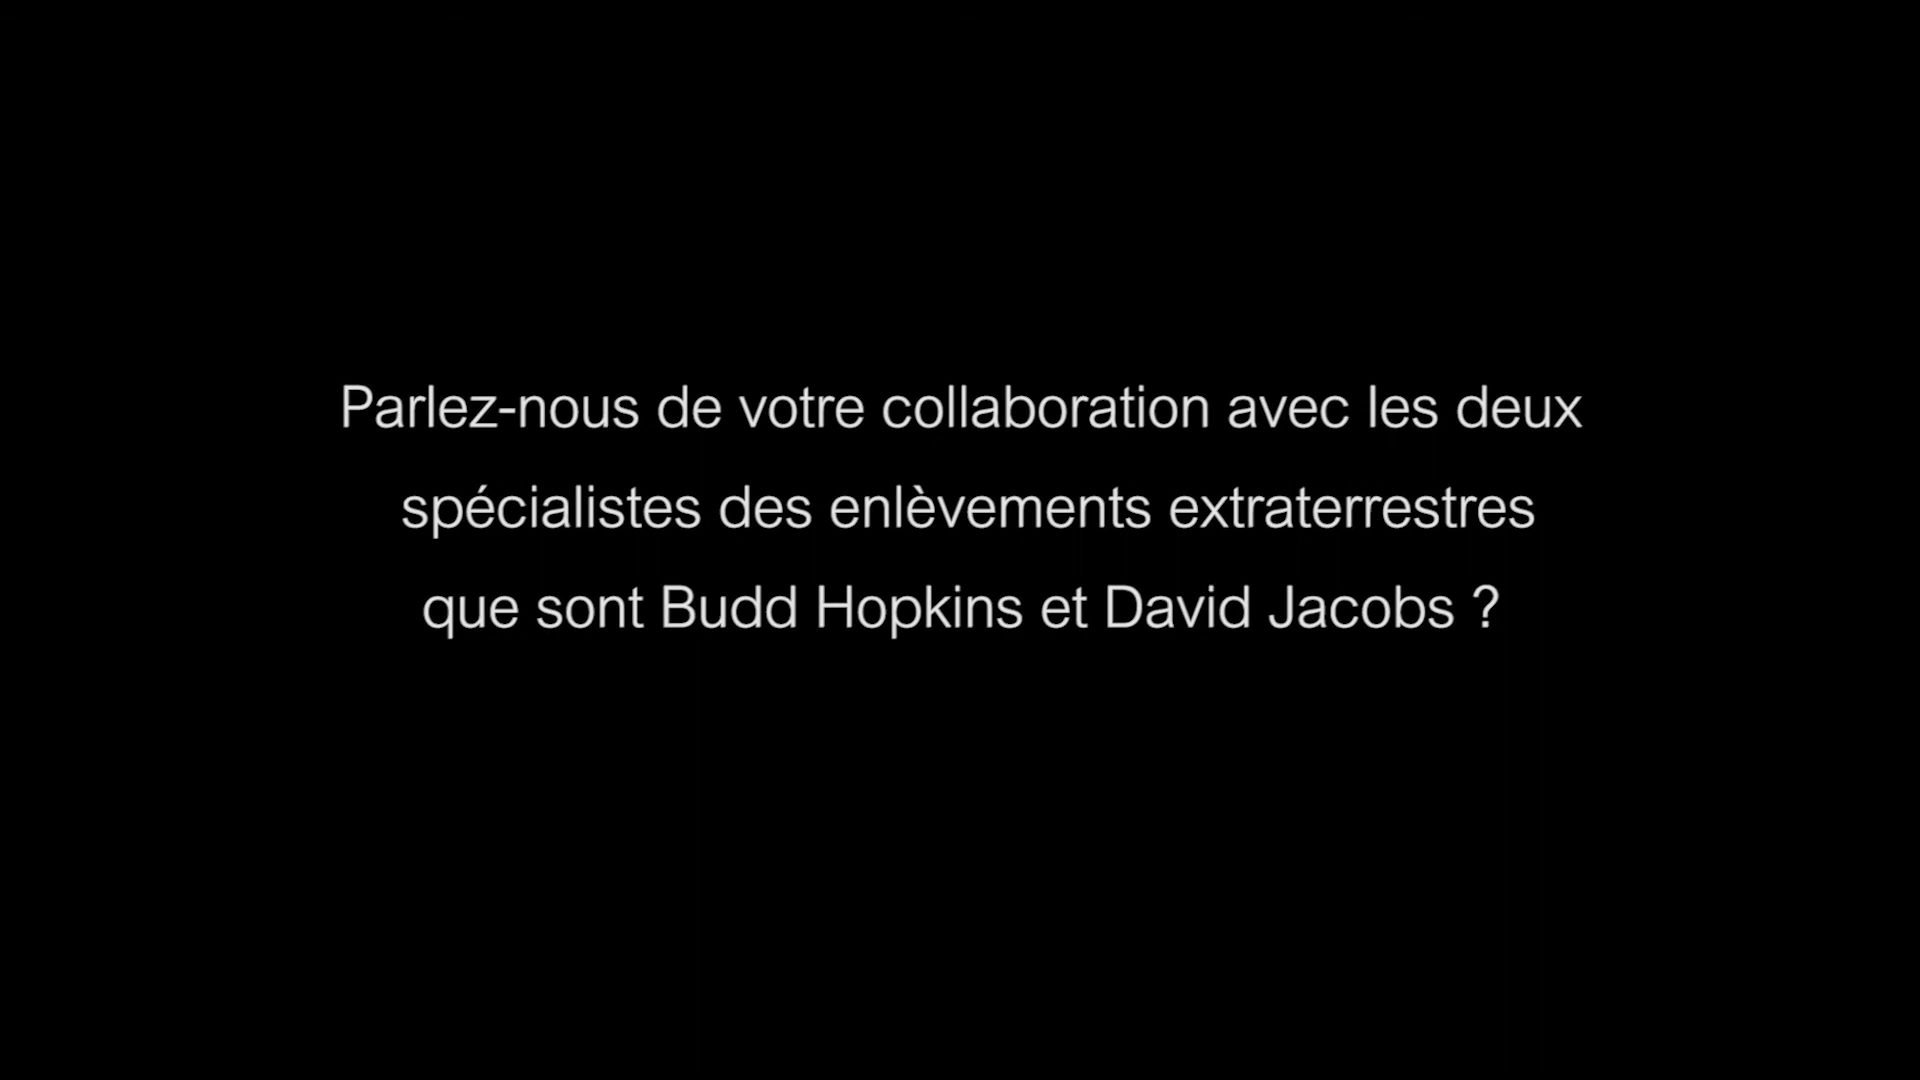 Parlez-nous de votre collaboration avec les deux
spécialistes des enlèvements extraterrestres
que sont Budd Hopkins et David Jacobs ?